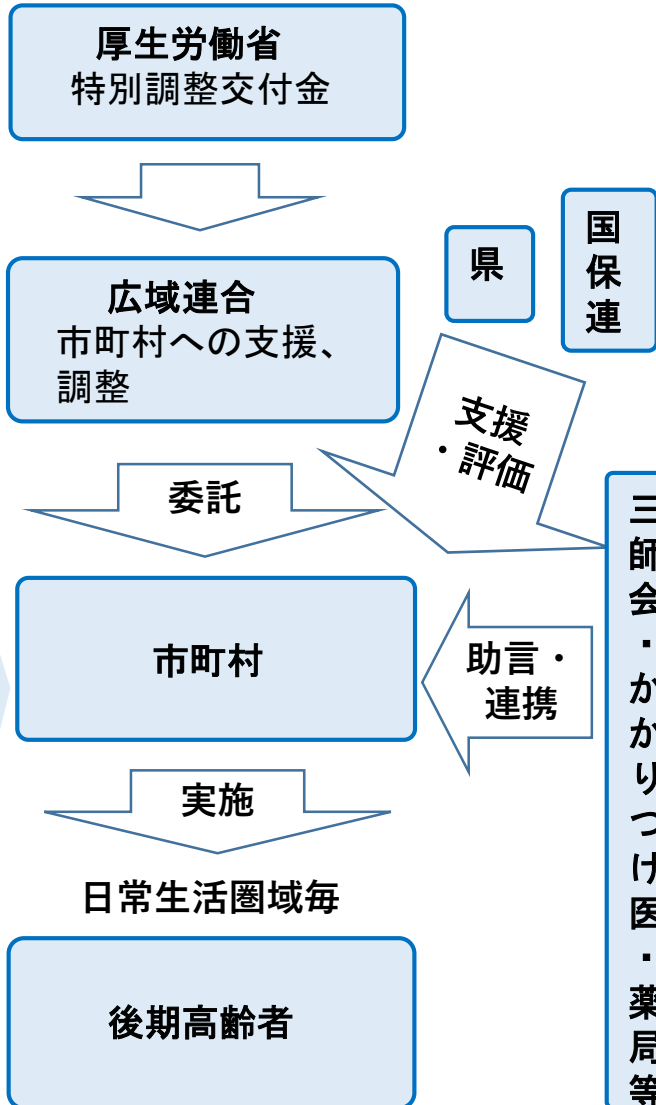 厚生労働省
特別調整交付金
県
国保連
広域連合
市町村への支援、
調整
支援
・評価
委託
市町村
助言・
連携
三師会・かかりつけ医・薬局等
実施
日常生活圏域毎
後期高齢者